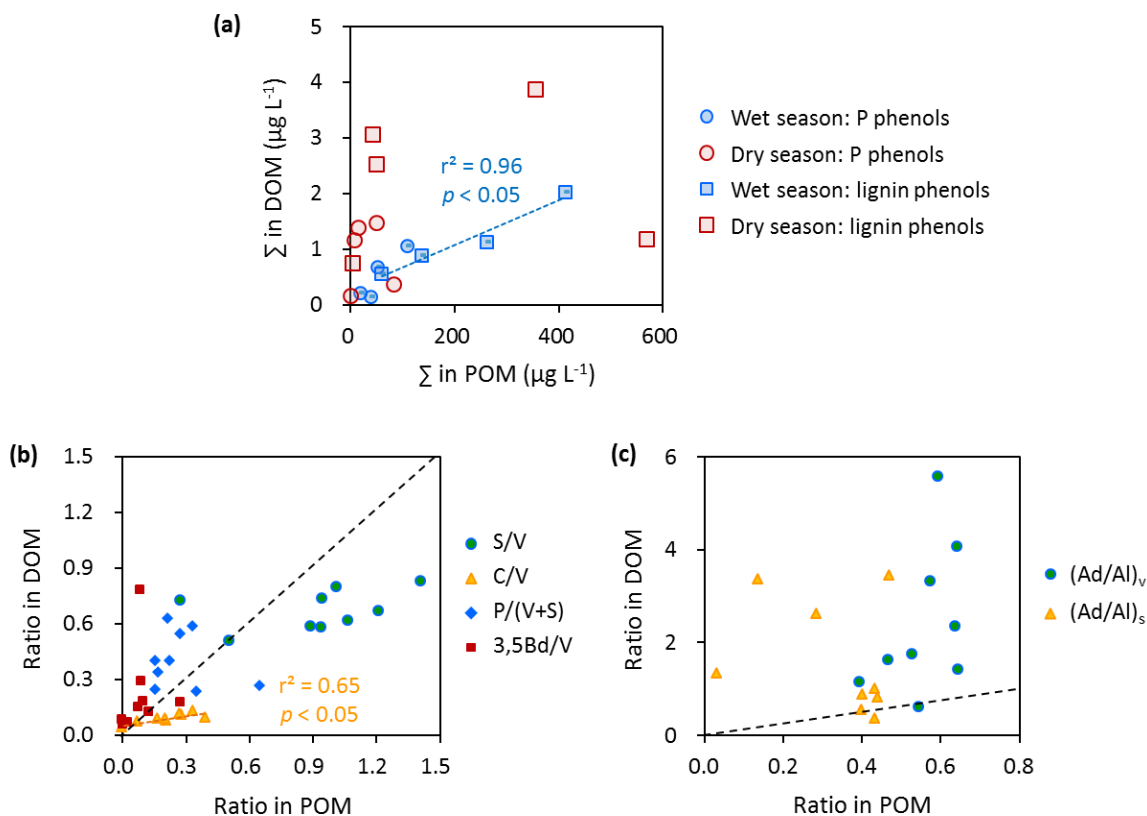 (a)
5
4
3
2
1
0
∑ in DOM (µg L⁻¹)
r² = 0.96
p < 0.05
0
200
400
600
∑ in POM (µg L⁻¹)
Wet season: P phenols
Dry season: P phenols
Wet season: lignin phenols
Dry season: lignin phenols
(b)
1.5
1.2
0.9
0.6
0.3
0.0
Ratio in DOM
r² = 0.65
p < 0.05
0.0
0.3
0.6
0.9
1.2
1.5
Ratio in POM
S/V
C/V
P/(V+S)
3,5Bd/V
(c)
6
4
2
0
Ratio in DOM
0.0
0.2
0.4
0.6
0.8
Ratio in POM
(Ad/Al)ᵥ
(Ad/Al)ₛ